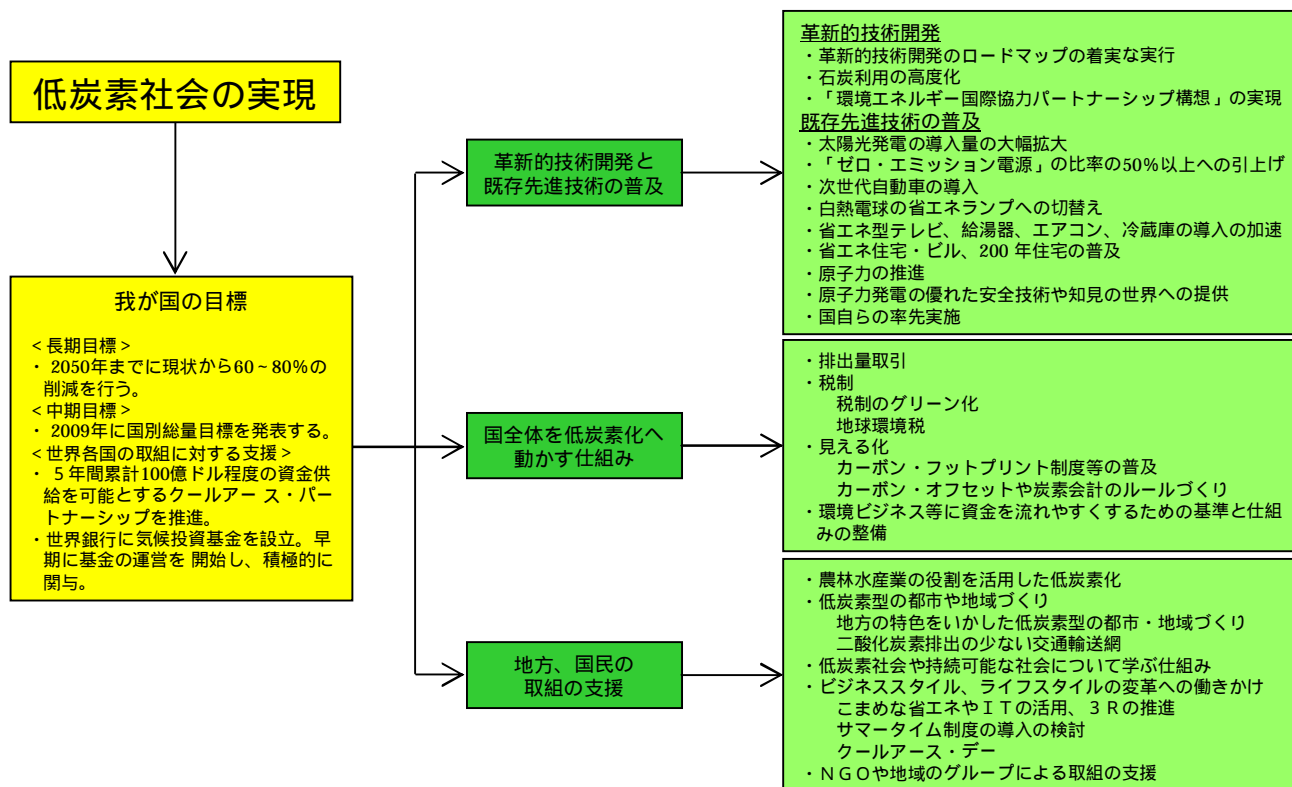 低炭素社会の実現
我が国の目標
<長期目標>
・ 2050年までに現状から60~80%の
削減を行う。
<中期目標>
・ 2009年に国別総量目標を発表する。
<世界各国の取組に対する支援>
・ 5年間累計100億ドル程度の資金供
給を可能とするクールアー ス・パー
トナーシップを推進。
・世界銀行に気候投資基金を設立。早
期に基金の運営を 開始し、積極的に
関与。
革新的技術開発と
既存先進技術の普及
革新的技術開発
・革新的技術開発のロードマップの着実な実行
・石炭利用の高度化
・「環境エネルギー国際協力パートナーシップ構想」の実現
既存先進技術の普及
・太陽光発電の導入量の大幅拡大
・「ゼロ・エミッション電源」の比率の50%以上への引上げ
・次世代自動車の導入
・白熱電球の省エネランプへの切替え
・省エネ型テレビ、給湯器、エアコン、冷蔵庫の導入の加速
・省エネ住宅・ビル、200 年住宅の普及
・原子力の推進
・原子力発電の優れた安全技術や知見の世界への提供
・国自らの率先実施
国全体を低炭素化へ
動かす仕組み
・排出量取引
・税制
税制のグリーン化
地球環境税
・見える化
カーボン・フットプリント制度等の普及
カーボン・オフセットや炭素会計のルールづくり
・環境ビジネス等に資金を流れやすくするための基準と仕組
みの整備
地方、国民の
取組の支援
・農林水産業の役割を活用した低炭素化
・低炭素型の都市や地域づくり
地方の特色をいかした低炭素型の都市・地域づくり
二酸化炭素排出の少ない交通輸送網
・低炭素社会や持続可能な社会について学ぶ仕組み
・ビジネススタイル、ライフスタイルの変革への働きかけ
こまめな省エネやITの活用、3Rの推進
サマータイム制度の導入の検討
クールアース・デー
・NGOや地域のグループによる取組の支援